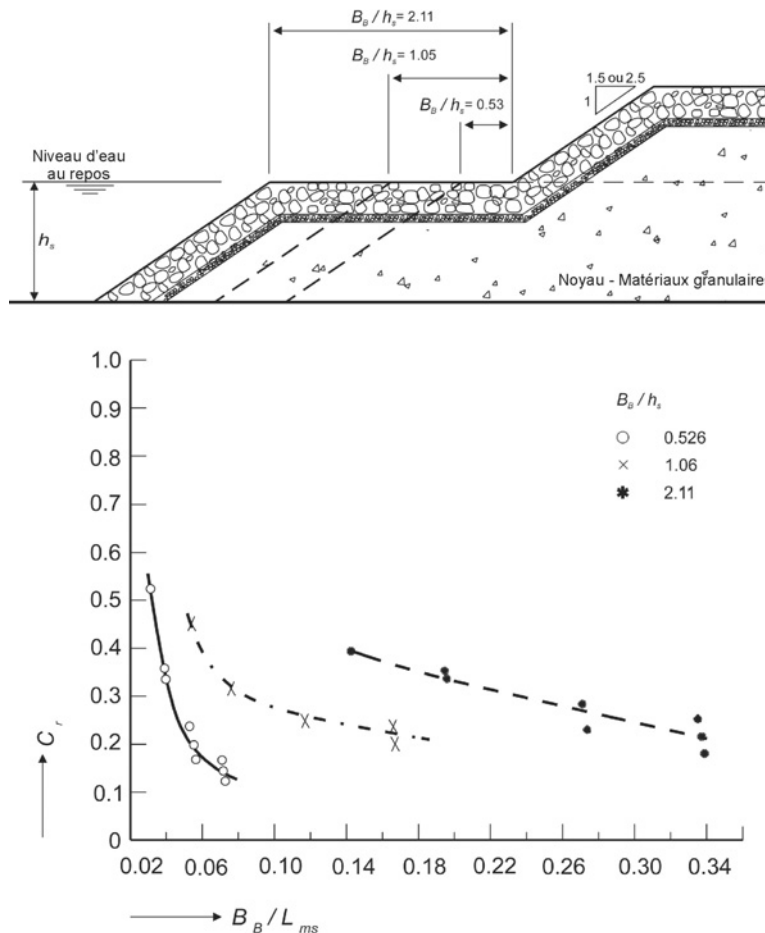 B_B / h_s = 2.11
B_B / h_s = 1.05
B_B / h_s = 0.53
1.5 ou 2.5
1
Niveau d'eau
au repos
h_s
Noyau - Matériaux granulaire
1.0
0.9
0.8
0.7
0.6
0.5
0.4
0.3
0.2
0.1
0
C_r
B_B / h_s
0.526
1.06
2.11
0.02 0.06 0.10 0.14 0.18 0.22 0.26 0.30 0.34
B_B / L_ms